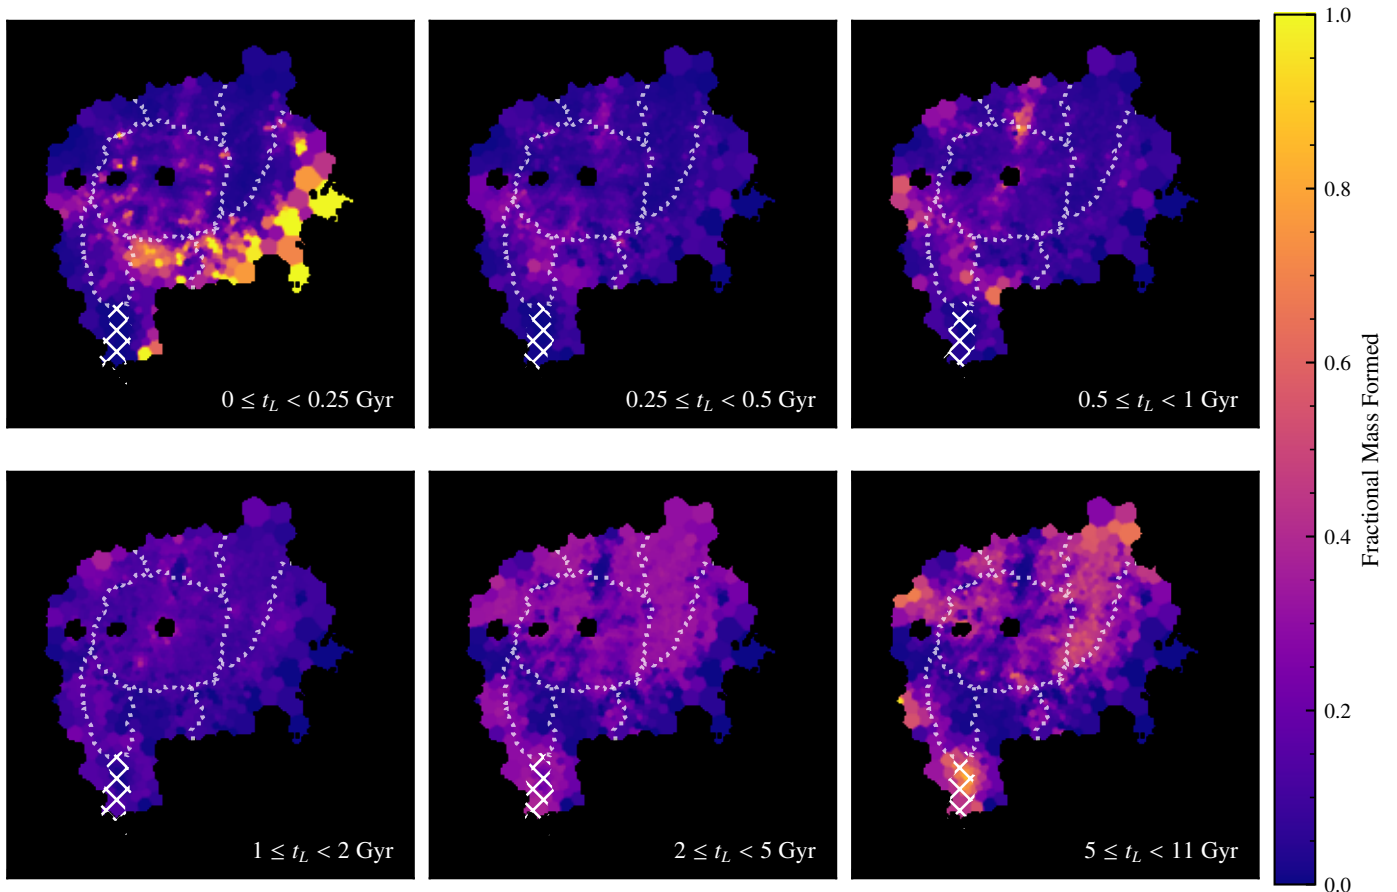 1.0
0 ≤ t_L < 0.25 Gyr
0.25 ≤ t_L < 0.5 Gyr
0.5 ≤ t_L < 1 Gyr
0.8
0.6
Fractional Mass Formed
0.4
0.2
1 ≤ t_L < 2 Gyr
2 ≤ t_L < 5 Gyr
5 ≤ t_L < 11 Gyr
0.0